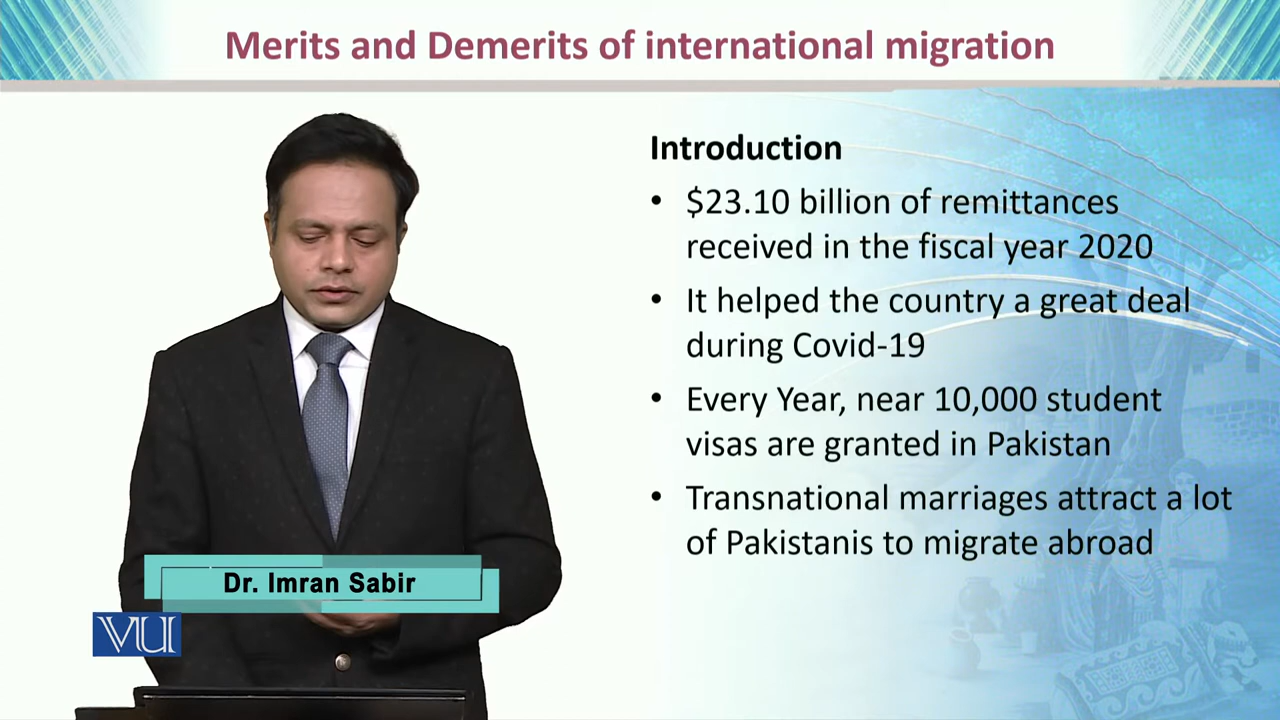 Merits and Demerits of international migration
Introduction
• $23.10 billion of remittances
received in the fiscal year 2020
• It helped the country a great deal
during Covid-19
• Every Year, near 10,000 student
visas are granted in Pakistan
• Transnational marriages attract a lot
of Pakistanis to migrate abroad
Dr. Imran Sabir
VU